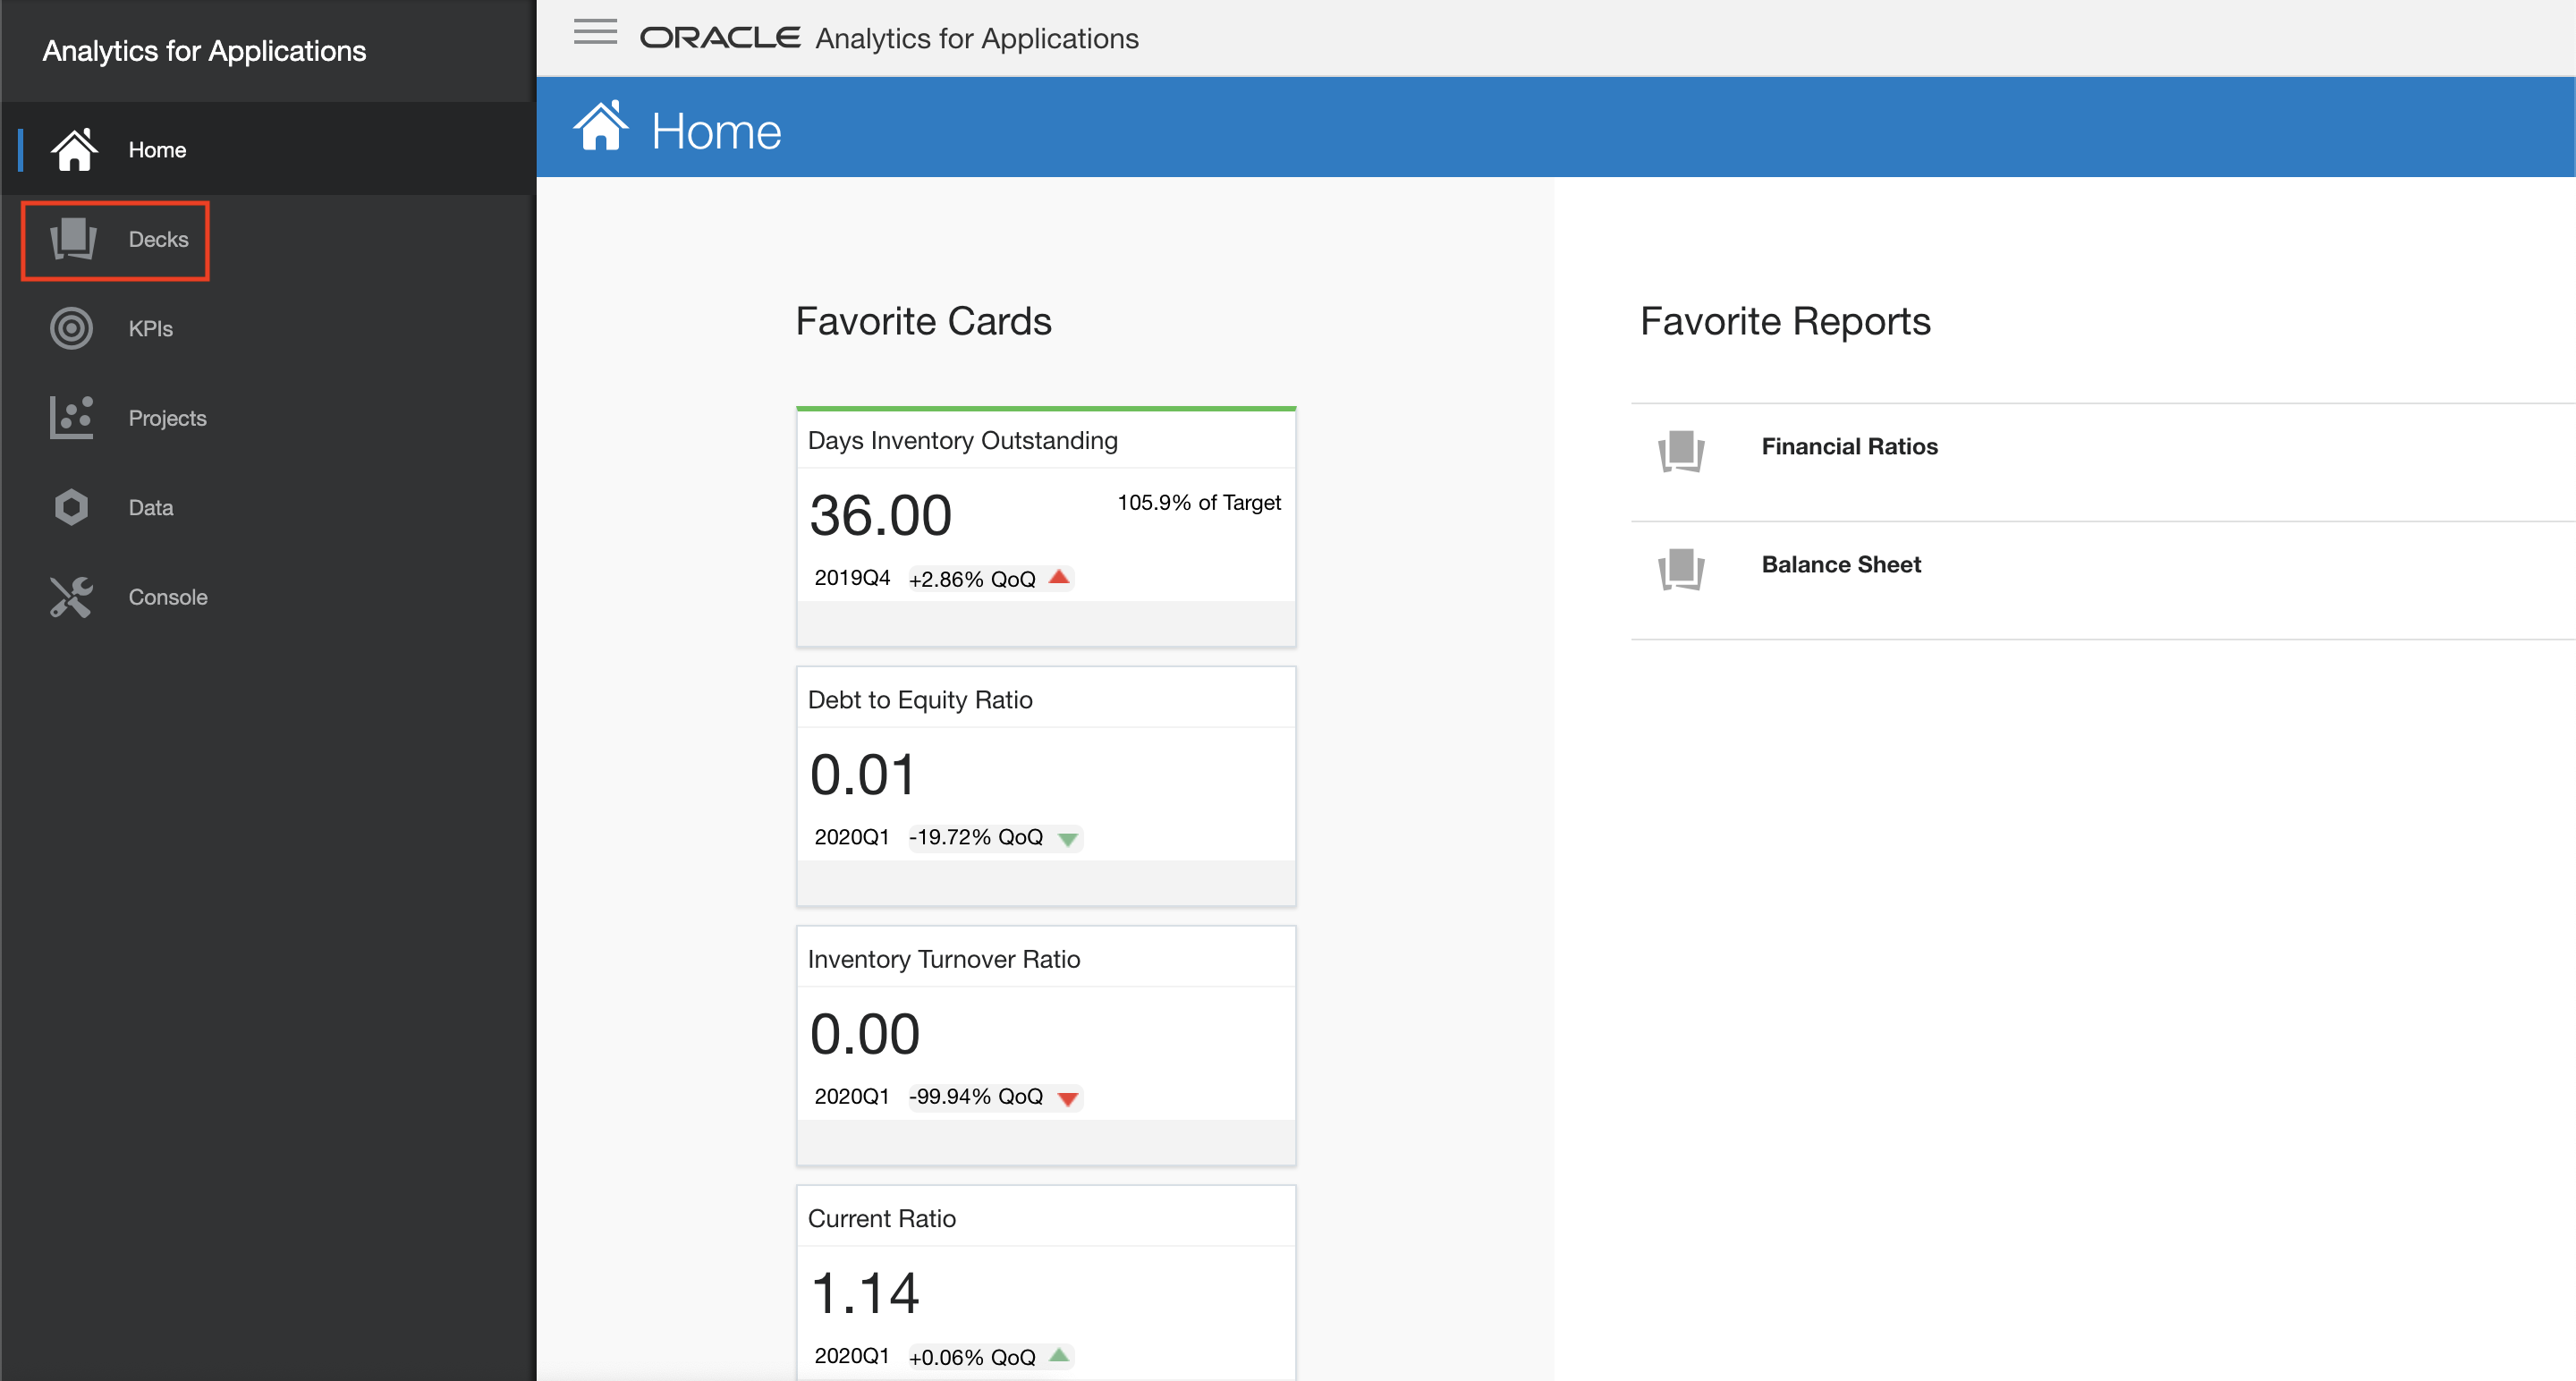 Analytics for Applications
Home
Decks
KPIs
Projects
Data
Console
ORACLE Analytics for Applications
Home
Favorite Cards
Days Inventory Outstanding
36.00
105.9% of Target
2019Q4 +2.86% QoQ
Debt to Equity Ratio
0.01
2020Q1 -19.72% QoQ
Inventory Turnover Ratio
0.00
2020Q1 -99.94% QoQ
Current Ratio
1.14
2020Q1 +0.06% QoQ
Favorite Reports
Financial Ratios
Balance Sheet